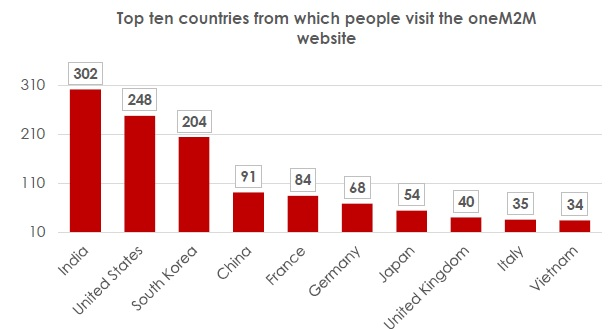 Top ten countries from which people visit the oneM2M
website
302
248
204
91
84
68
54
40
35
34
310
210
110
10
India
United States
South Korea
China
France
Germany
Japan
United Kingdom
Italy
Vietnam